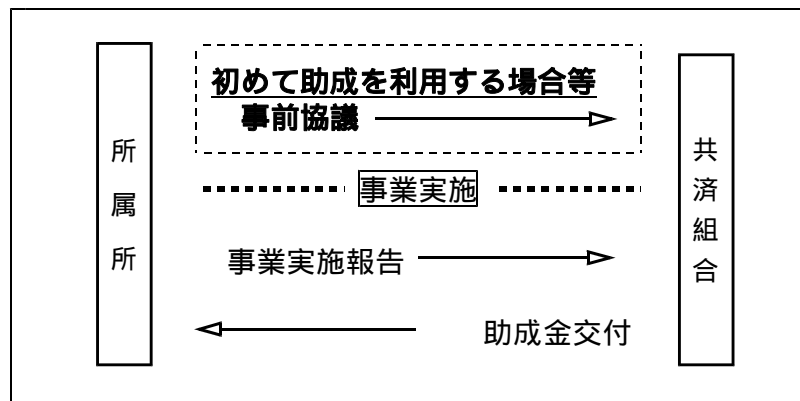 所属所
初めて助成を利用する場合等
事前協議
事業実施
事業実施報告
助成金交付
共済組合